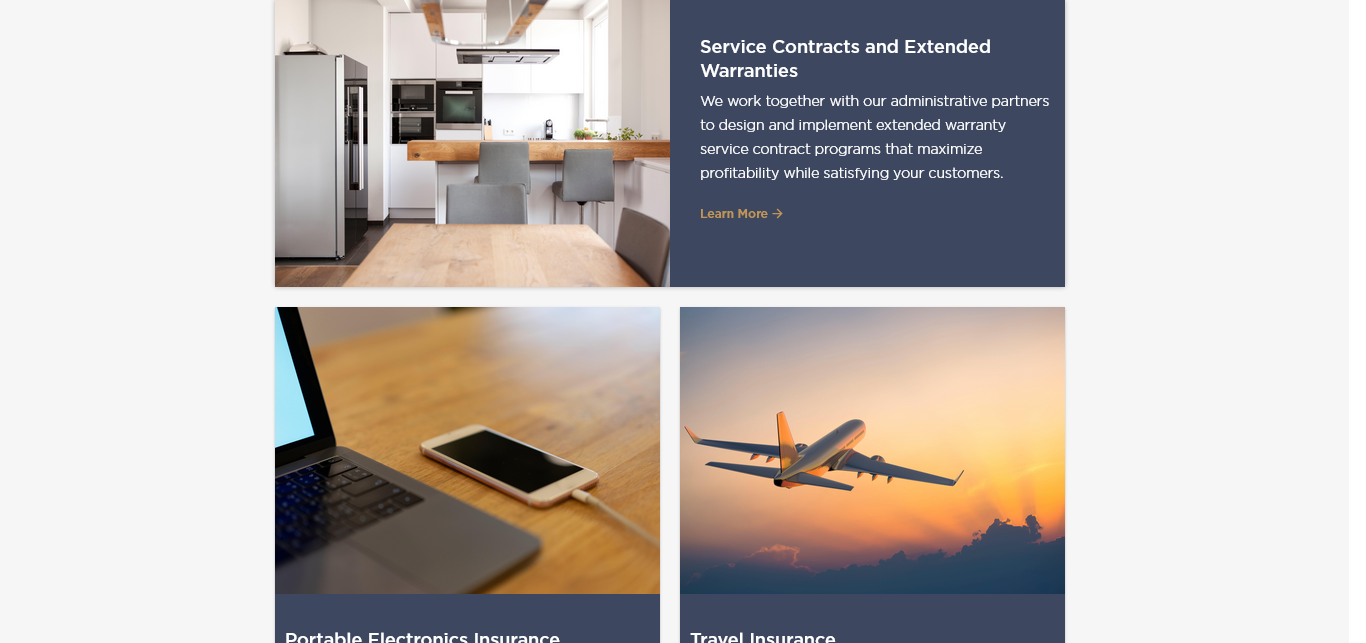 Service Contracts and Extended
Warranties
We work together with our administrative partners
to design and implement extended warranty
service contract programs that maximize
profitability while satisfying your customers.
Learn More →
Portable Electronics Insurance
Travel Insurance